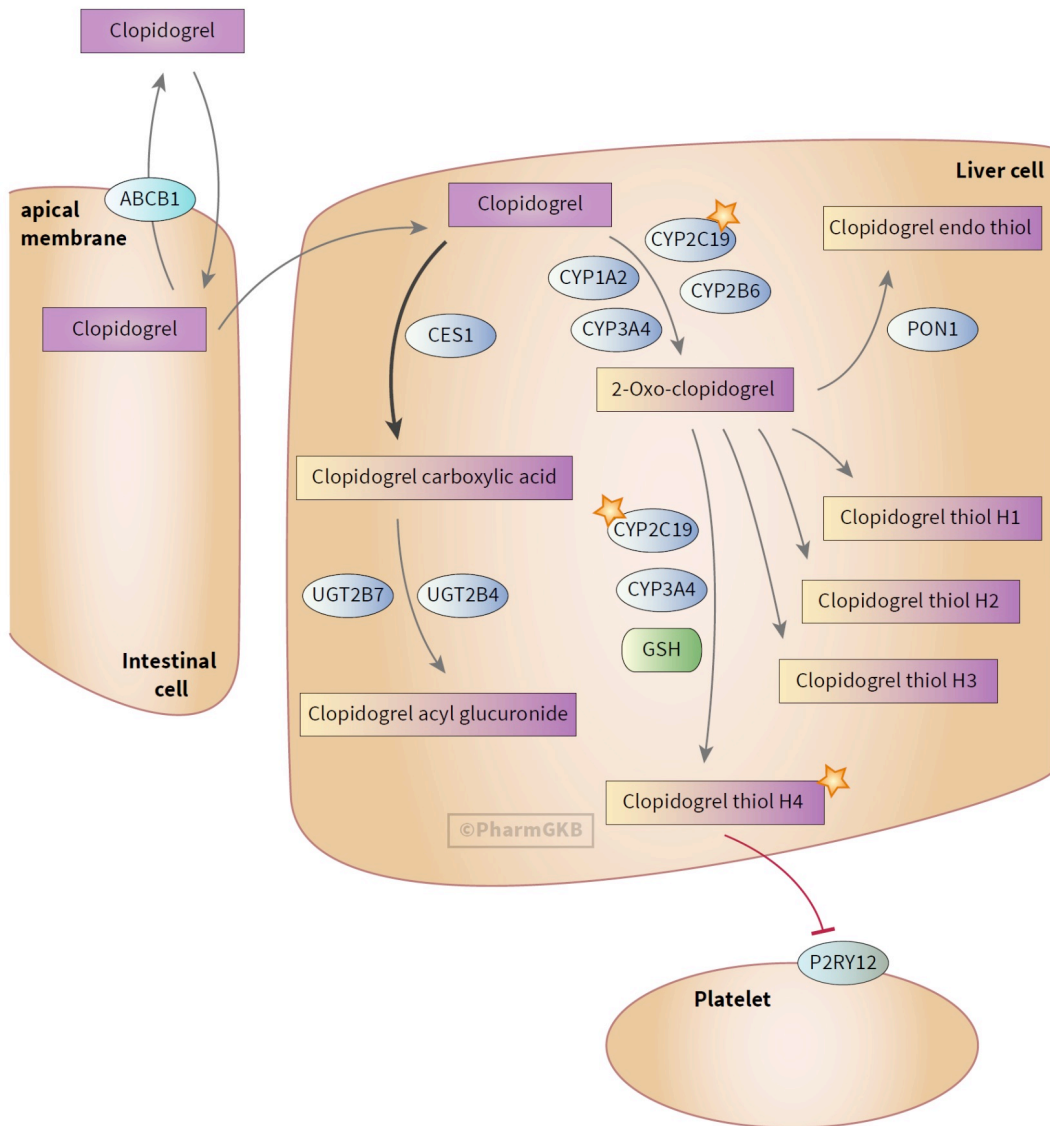 Clopidogrel
ABCB1
apical
membrane
Clopidogrel
Intestinal
cell
Liver cell
Clopidogrel
CYP2C19
CYP1A2
CYP2B6
CYP3A4
CES1
Clopidogrel endo thiol
PON1
2-Oxo-clopidogrel
Clopidogrel carboxylic acid
CYP2C19
CYP3A4
GSH
UGT2B7
UGT2B4
Clopidogrel thiol H1
Clopidogrel thiol H2
Clopidogrel thiol H3
Clopidogrel acyl glucuronide
Clopidogrel thiol H4
©PharmGKB
P2RY12
Platelet